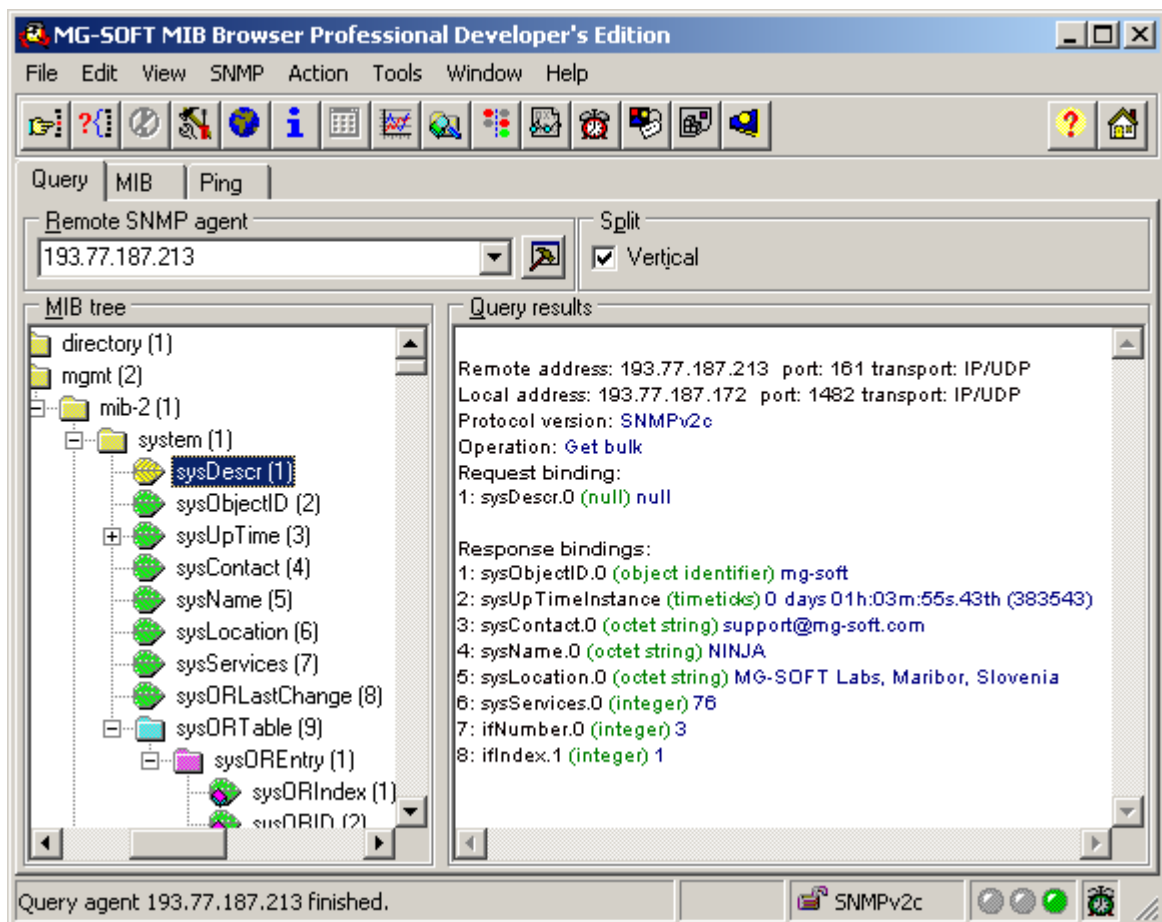 MG-SOFT MIB Browser Professional Developer's Edition
File Edit View SNMP Action Tools Window Help
Query MIB Ping
Remote SNMP agent
193.77.187.213
Split
Vertical
MIB tree
directory (1)
mgmt (2)
mib-2 (1)
system (1)
sysDescr (1)
sysObjectID (2)
sysUpTime (3)
sysContact (4)
sysName (5)
sysLocation (6)
sysServices (7)
sysORLastChange (8)
sysORTable (9)
sysOREntry (1)
sysORIndex (1)
sysORID (2)
Query results
Remote address: 193.77.187.213 port: 161 transport: IP/UDP
Local address: 193.77.187.172 port: 1482 transport: IP/UDP
Protocol version: SNMPv2c
Operation: Get bulk
Request binding:
1: sysDescr.0 (null) null
Response bindings:
1: sysObjectID.0 (object identifier) mg-soft
2: sysUpTimeInstance (timeticks) 0 days 01h:03m:55s.43th (383543)
3: sysContact.0 (octet string) support@mg-soft.com
4: sysName.0 (octet string) NINJA
5: sysLocation.0 (octet string) MG-SOFT Labs, Maribor, Slovenia
6: sysServices.0 (integer) 76
7: ifNumber.0 (integer) 3
8: ifIndex.1 (integer) 1
Query agent 193.77.187.213 finished.
SNMPv2c